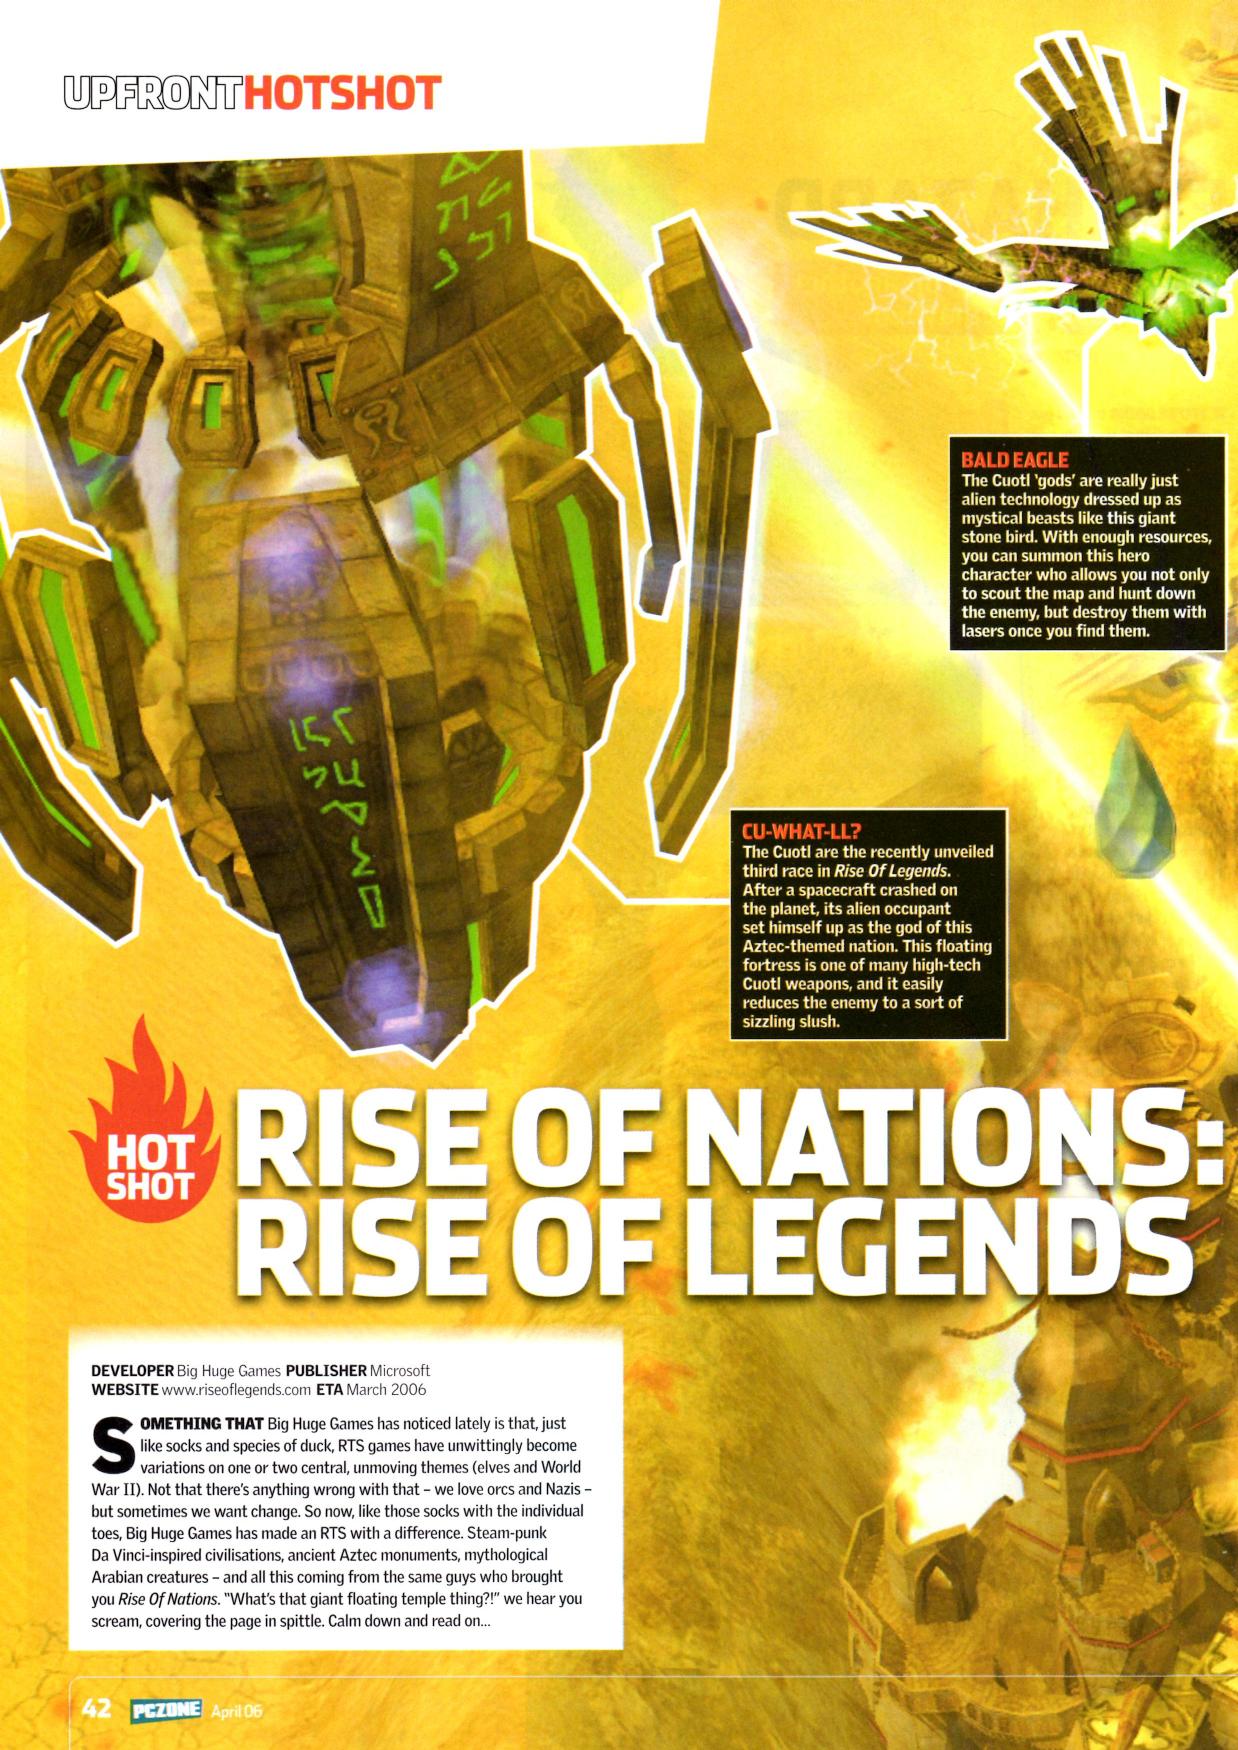 UPFRONTHOTSHOT
BALD EAGLE
The Cuotl 'gods' are really just
alien technology dressed up as
mystical beasts like this giant
stone bird. With enough resources,
you can summon this hero
character who allows you not only
to scout the map and hunt down
the enemy, but destroy them with
lasers once you find them.
CU-WHAT-LL?
The Cuotl are the recently unveiled
third race in Rise Of Legends.
After a spacecraft crashed on
the planet, its alien occupant
set himself up as the god of this
Aztec-themed nation. This floating
fortress is one of many high-tech
Cuotl weapons, and it easily
reduces the enemy to a sort of
sizzling slush.
HOT
SHOT
RISE OF NATIONS:
RISE OF LEGENDS
DEVELOPER Big Huge Games PUBLISHER Microsoft
WEBSITE www.riseoflegends.com ETA March 2006
SOMETHING THAT Big Huge Games has noticed lately is that, just
like socks and species of duck, RTS games have unwittingly become
variations on one or two central, unmoving themes (elves and World
War II). Not that there's anything wrong with that – we love orcs and Nazis –
but sometimes we want change. So now, like those socks with the individual
toes, Big Huge Games has made an RTS with a difference. Steam-punk
Da Vinci-inspired civilisations, ancient Aztec monuments, mythological
Arabian creatures – and all this coming from the same guys who brought
you Rise Of Nations. "What's that giant floating temple thing?!" we hear you
scream, covering the page in spittle. Calm down and read on...
42 PCZONE April 06